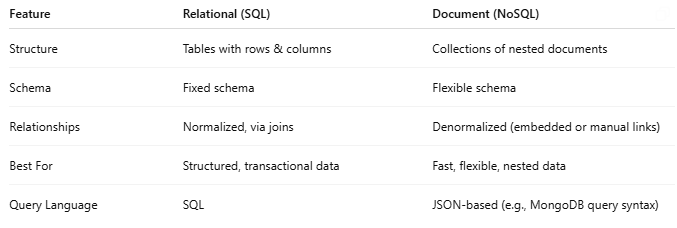 Feature Relational (SQL) Document (NoSQL)
Structure Tables with rows & columns Collections of nested documents
Schema Fixed schema Flexible schema
Relationships Normalized, via joins Denormalized (embedded or manual links)
Best For Structured, transactional data Fast, flexible, nested data
Query Language SQL JSON-based (e.g., MongoDB query syntax)